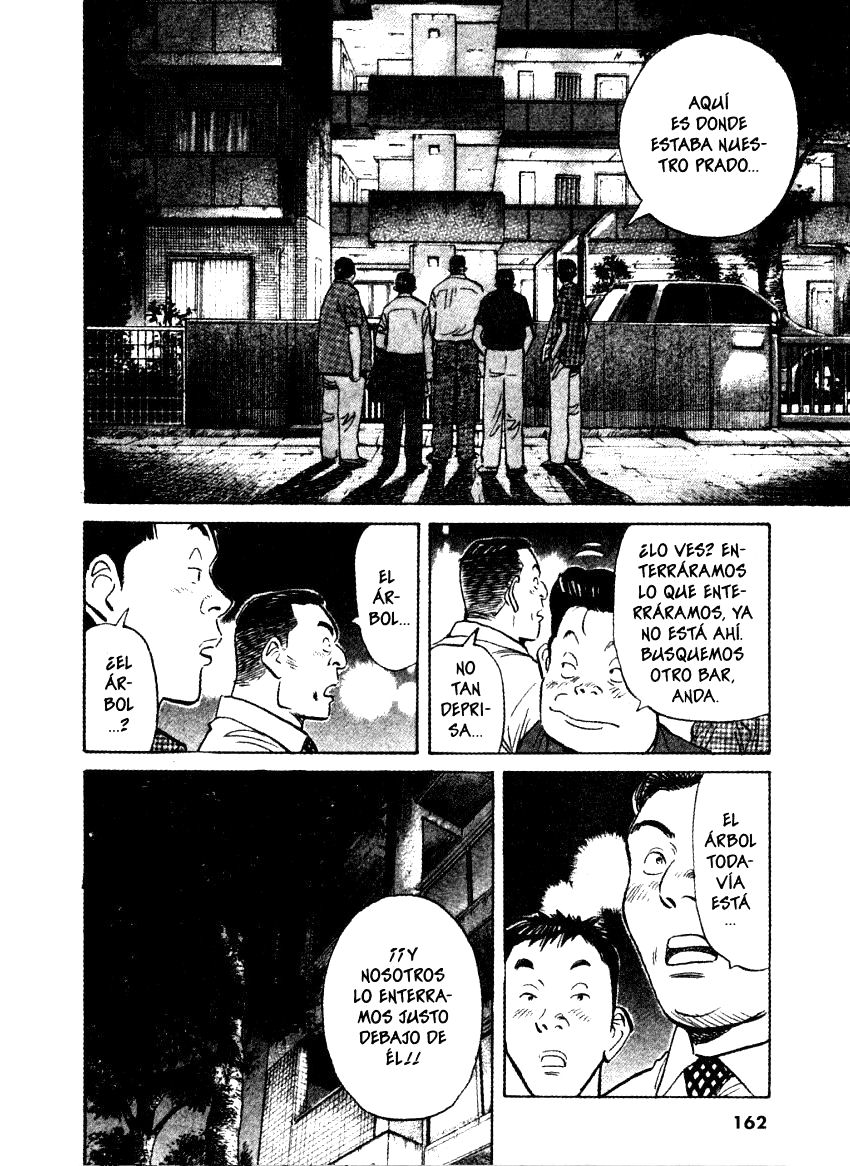 AQUÍ
ES DONDE
ESTABA NUES-
TRO PRADO...
¿LO VES? EN-
TERRÁRAMOS
LO QUE ENTE-
RRÁRAMOS, YA
NO ESTÁ AHÍ.
BUSQUEMOS
OTRO BAR,
ANDA.
NO
TAN
DEPRI-
SA...
EL
ÁR-
BOL...
¿EL
ÁR-
BOL
...?
EL
ÁRBOL
TODA-
VÍA
ESTÁ
...
¡¡Y
NOSOTROS
LO ENTERRA-
MOS JUSTO
DEBAJO DE
ÉL!!
162